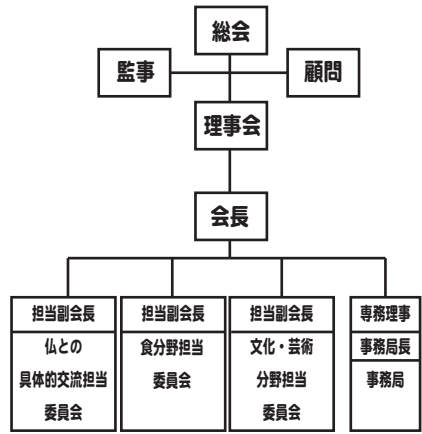 総会
監事
顧問
理事会
会長
担当副会長
仏との
具体的交流担当
委員会
担当副会長
食分野担当
委員会
担当副会長
文化・芸術
分野担当
委員会
専務理事
事務局長
事務局